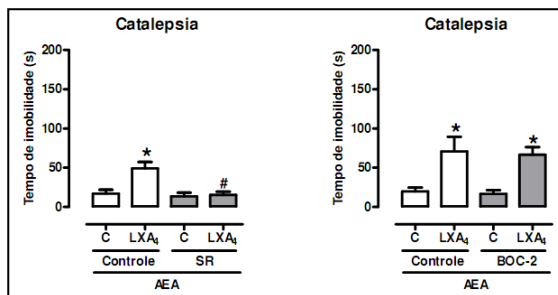 Catalepsia
Tempo de imobilidade (s)
200
150
100
50
0
*
#
C LXA₄ C LXA₄
Controle SR
AEA
Catalepsia
Tempo de imobilidade (s)
200
150
100
50
0
* *
C LXA₄ C LXA₄
Controle BOC-2
AEA